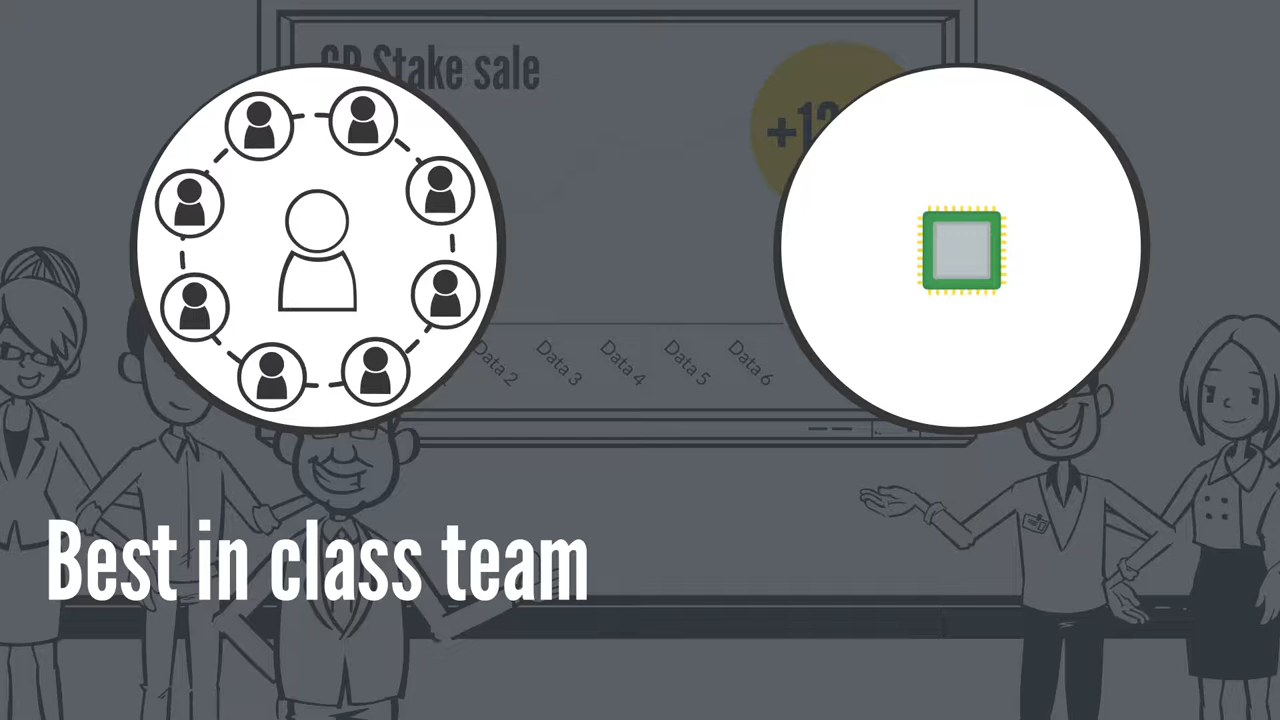 Stake sale
Data 2
Data 3
Data 4
Data 5
Data 6
Best in class team